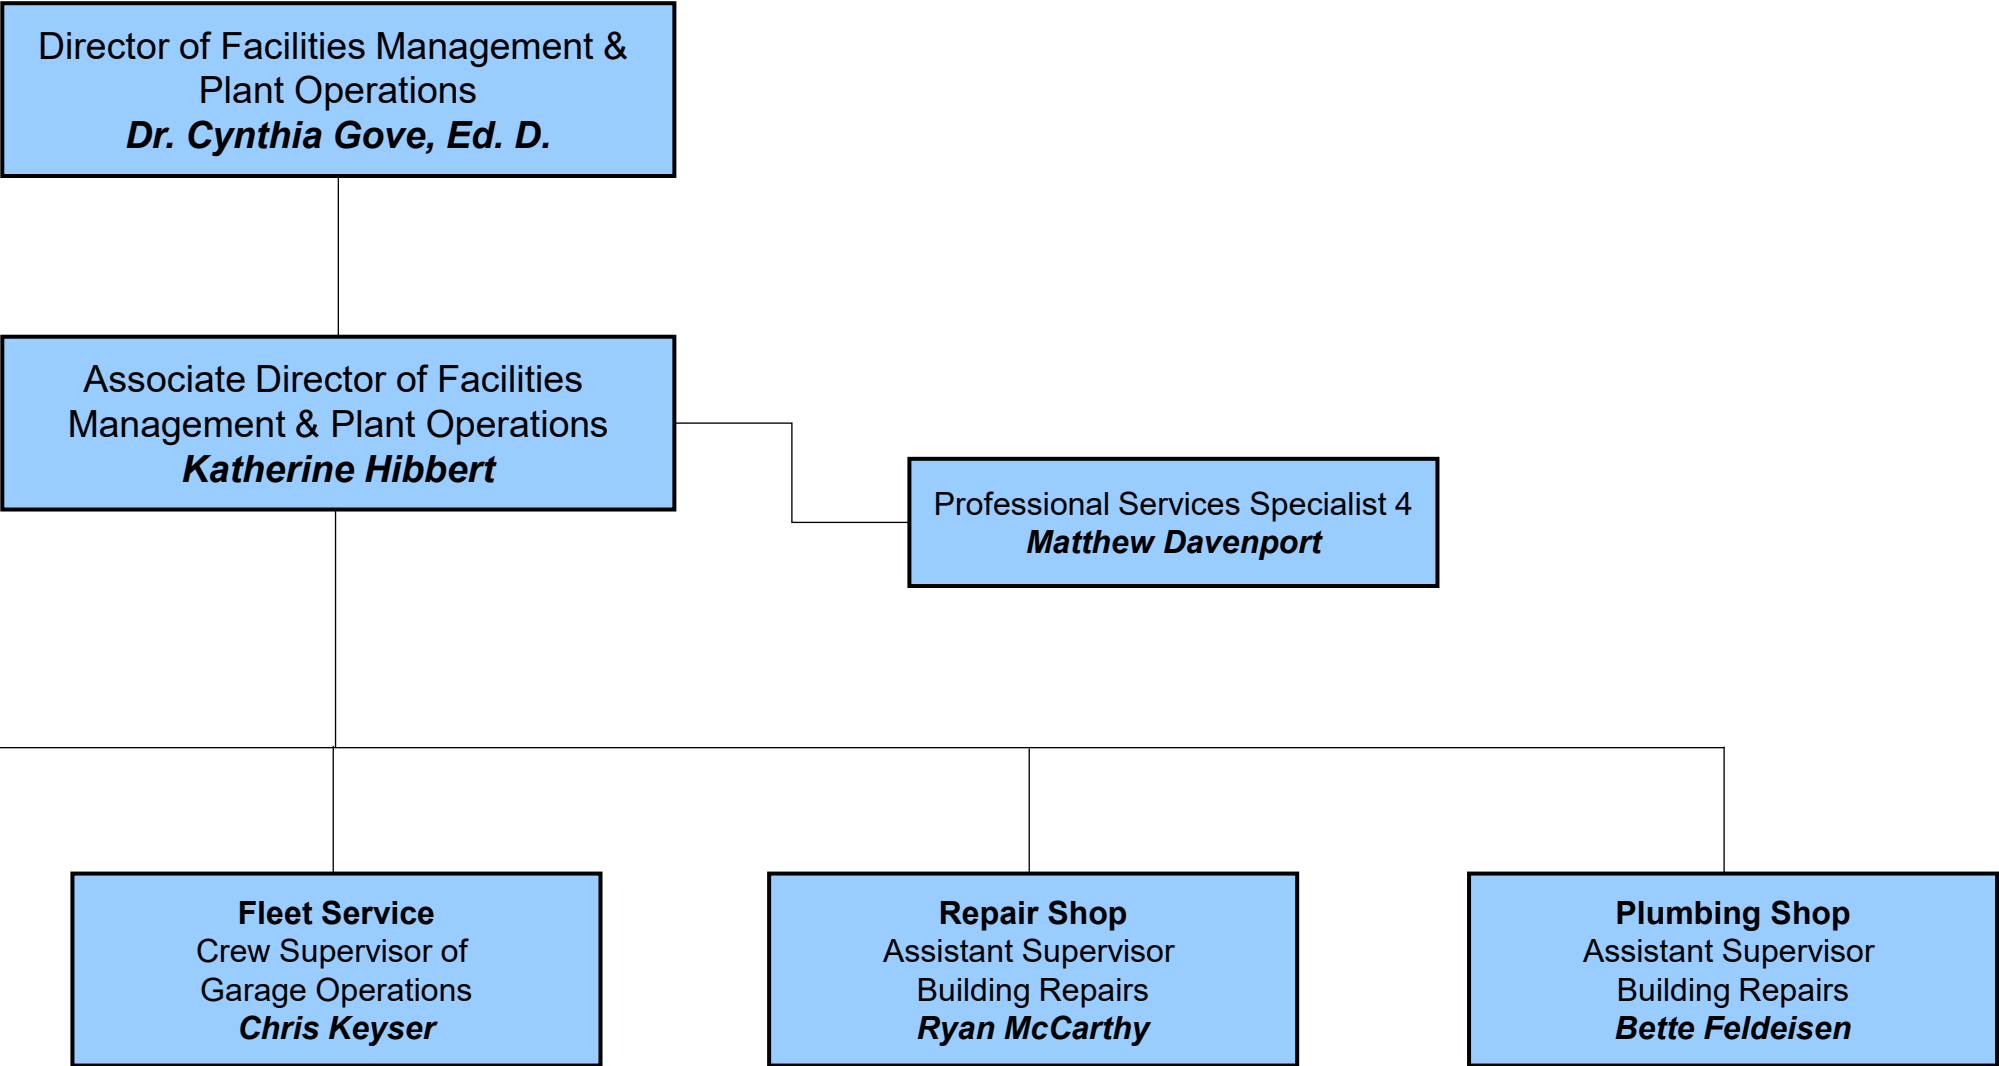 Director of Facilities Management &
Plant Operations
Dr. Cynthia Gove, Ed. D.
Associate Director of Facilities
Management & Plant Operations
Katherine Hibbert
Professional Services Specialist 4
Matthew Davenport
Fleet Service
Crew Supervisor of
Garage Operations
Chris Keyser
Repair Shop
Assistant Supervisor
Building Repairs
Ryan McCarthy
Plumbing Shop
Assistant Supervisor
Building Repairs
Bette Feldeisen